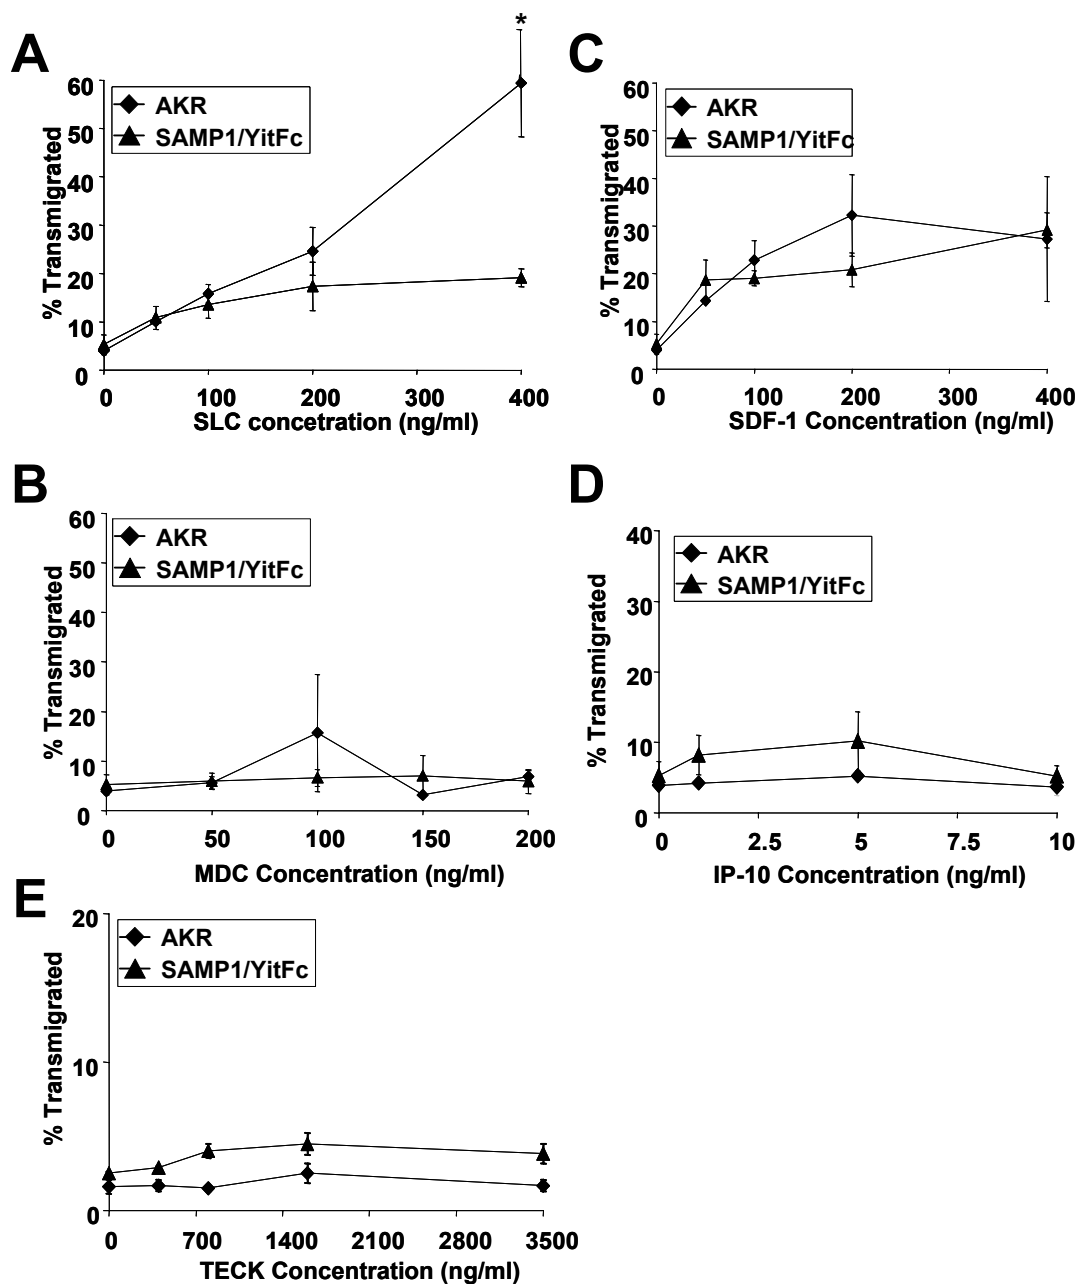 A
*
60
50
40
30
20
10
0
% Transmigrated
AKR
SAMP1/YitFc
0 100 200 300 400
SLC concetration (ng/ml)
C
60
50
40
30
20
10
0
% Transmigrated
AKR
SAMP1/YitFc
0 100 200 300 400
SDF-1 Concentration (ng/ml)
B
60
50
40
30
20
10
0
% Transmigrated
AKR
SAMP1/YitFc
0 50 100 150 200
MDC Concentration (ng/ml)
D
40
30
20
10
0
% Transmigrated
AKR
SAMP1/YitFc
0 2.5 5 7.5 10
IP-10 Concentration (ng/ml)
E
20
10
0
% Transmigrated
AKR
SAMP1/YitFc
0 700 1400 2100 2800 3500
TECK Concentration (ng/ml)